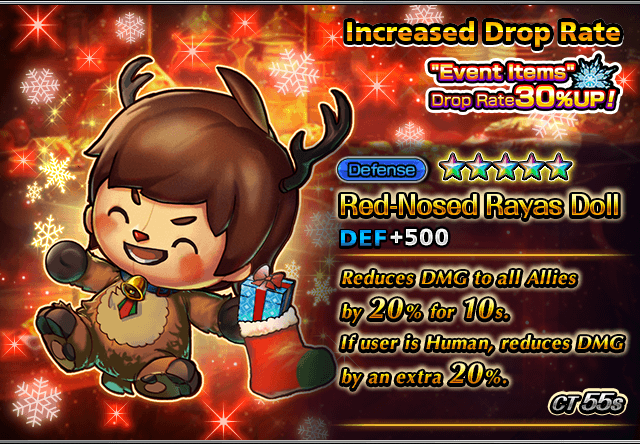 Increased Drop Rate
"Event Items"
Drop Rate 30%UP!
Defense
Red-Nosed Rayas Doll
DEF+500
Reduces DMG to all Allies
by 20% for 10s.
If user is Human, reduces DMG
by an extra 20%.
CT 55s